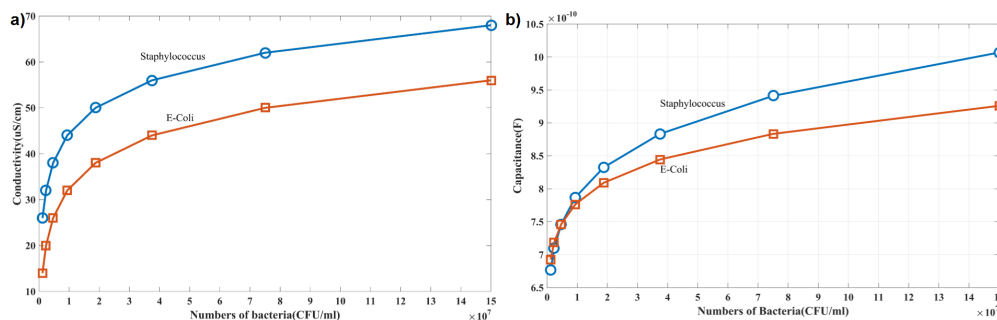 a)
Conductivity(uS/cm)
70
60
50
40
30
20
10
Staphylococcus
E-Coli
0 1 2 3 4 5 6 7 8 9 10 11 12 13 14 15
Numbers of bacteria(CFU/ml)
×10⁷
b)
×10⁻¹⁰
Capacitance(F)
10.5
10
9.5
9
8.5
8
7.5
7
6.5
Staphylococcus
E-Coli
0 1 2 3 4 5 6 7 8 9 10 11 12 13 14 15
Numbers of Bacteria(CFU/ml)
×10⁷